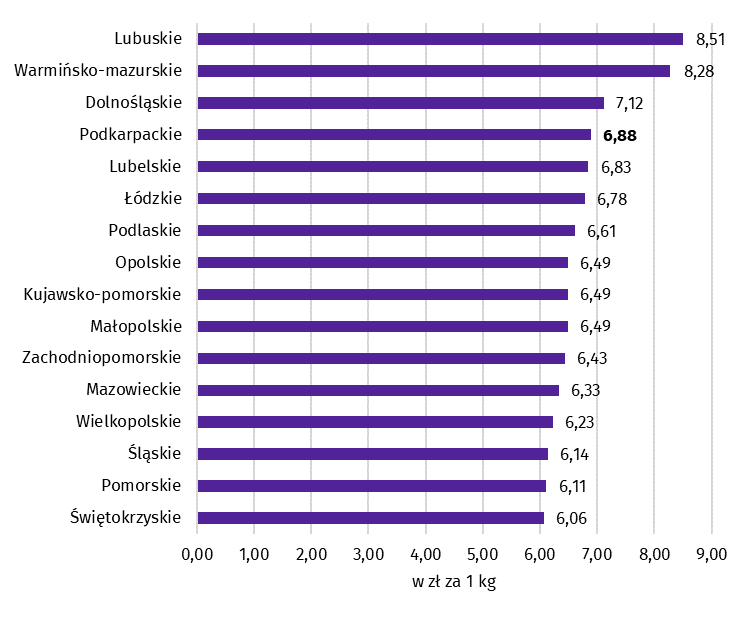 Lubuskie 8,51
Warmińsko-mazurskie 8,28
Dolnośląskie 7,12
Podkarpackie 6,88
Lubelskie 6,83
Łódzkie 6,78
Podlaskie 6,61
Opolskie 6,49
Kujawsko-pomorskie 6,49
Małopolskie 6,49
Zachodniopomorskie 6,43
Mazowieckie 6,33
Wielkopolskie 6,23
Śląskie 6,14
Pomorskie 6,11
Świętokrzyskie 6,06
0,00 1,00 2,00 3,00 4,00 5,00 6,00 7,00 8,00 9,00
w zł za 1 kg